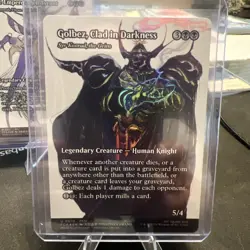 Golbez, Clad in Darkness
Legendary Creature — Human Knight
Whenever another creature dies, or a
creature card is put into a graveyard from
anywhere other than the battlefield, or a
creature card leaves your graveyard,
Golbez deals 1 damage to each opponent.
: Each player mills a card.
5/4